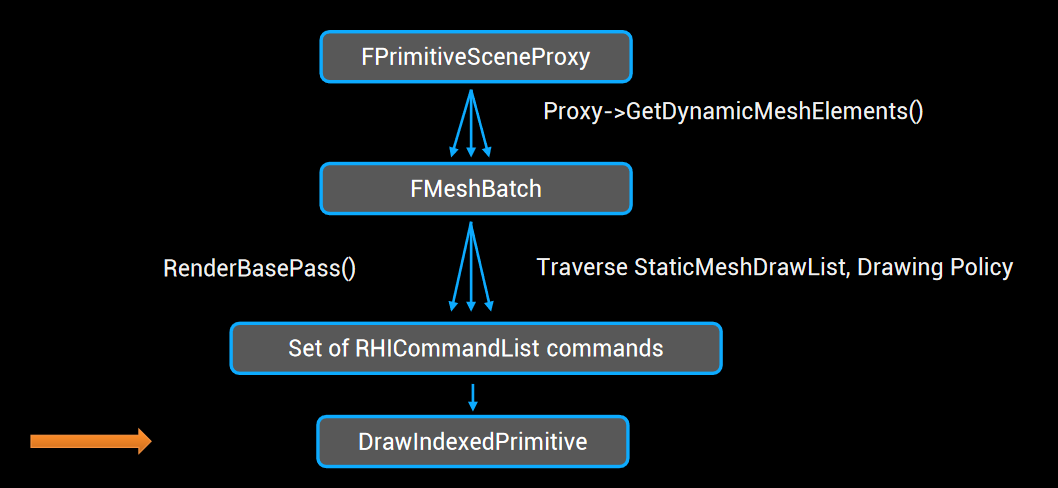 FPrimitiveSceneProxy
Proxy->GetDynamicMeshElements()
FMeshBatch
RenderBasePass()
Traverse StaticMeshDrawList, Drawing Policy
Set of RHICommandList commands
DrawIndexedPrimitive